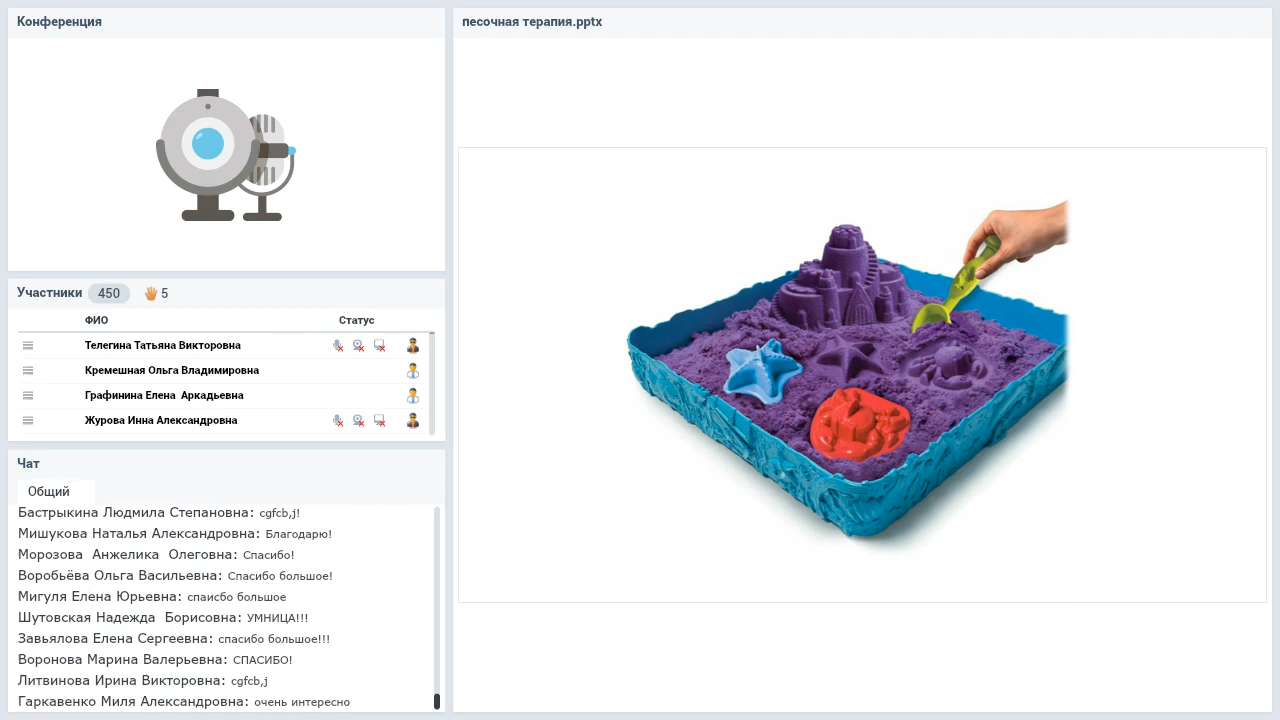 Конференция
песочная терапия.pptx
Участники 450 5
ФИО Статус
Телегина Татьяна Викторовна
Кремешная Ольга Владимировна
Графинина Елена Аркадьевна
Журова Инна Александровна
Чат
Общий
Бастрыкина Людмила Степановна: cgfcb,j!
Мишукова Наталья Александровна: Благодарю!
Морозова Анжелика Олеговна: Спасибо!
Воробьёва Ольга Васильевна: Спасибо большое!
Мигуля Елена Юрьевна: спаисбо большое
Шутовская Надежда Борисовна: УМНИЦА!!!
Завьялова Елена Сергеевна: спасибо большое!!!
Воронова Марина Валерьевна: СПАСИБО!
Литвинова Ирина Викторовна: cgfcb,j
Гаркавенко Миля Александровна: очень интересно